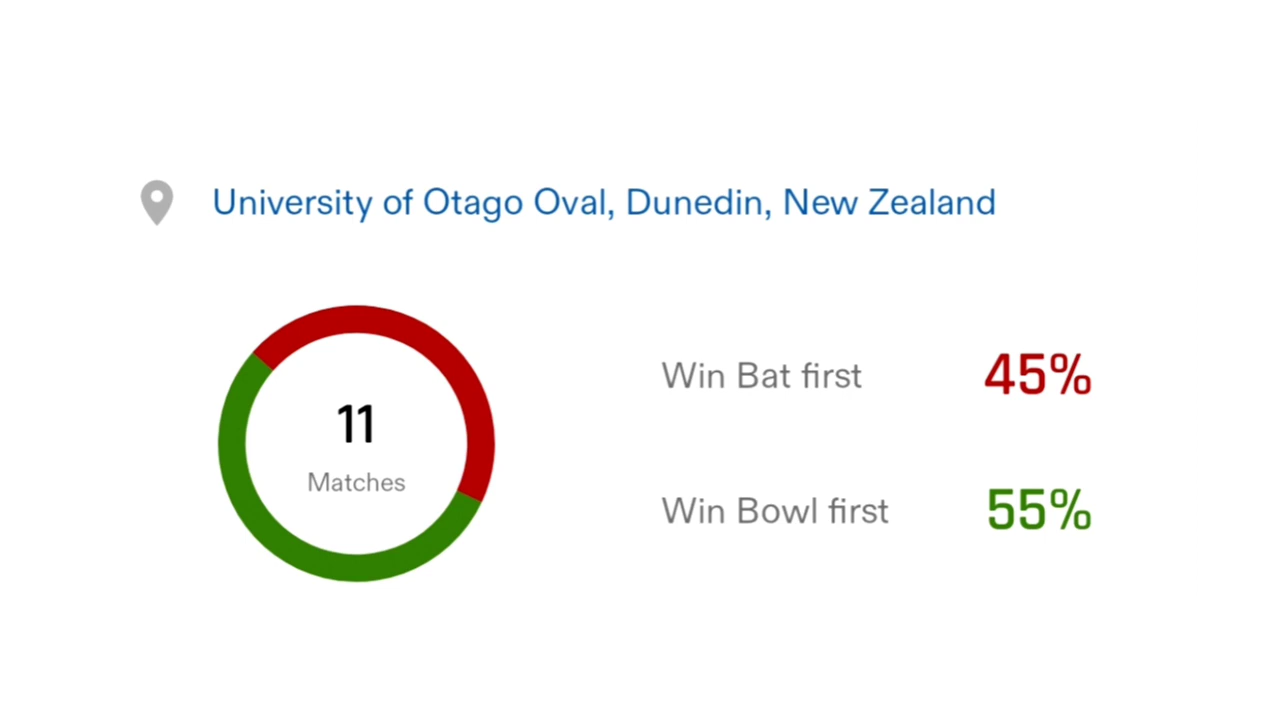 University of Otago Oval, Dunedin, New Zealand
11
Matches
Win Bat first 45%
Win Bowl first 55%